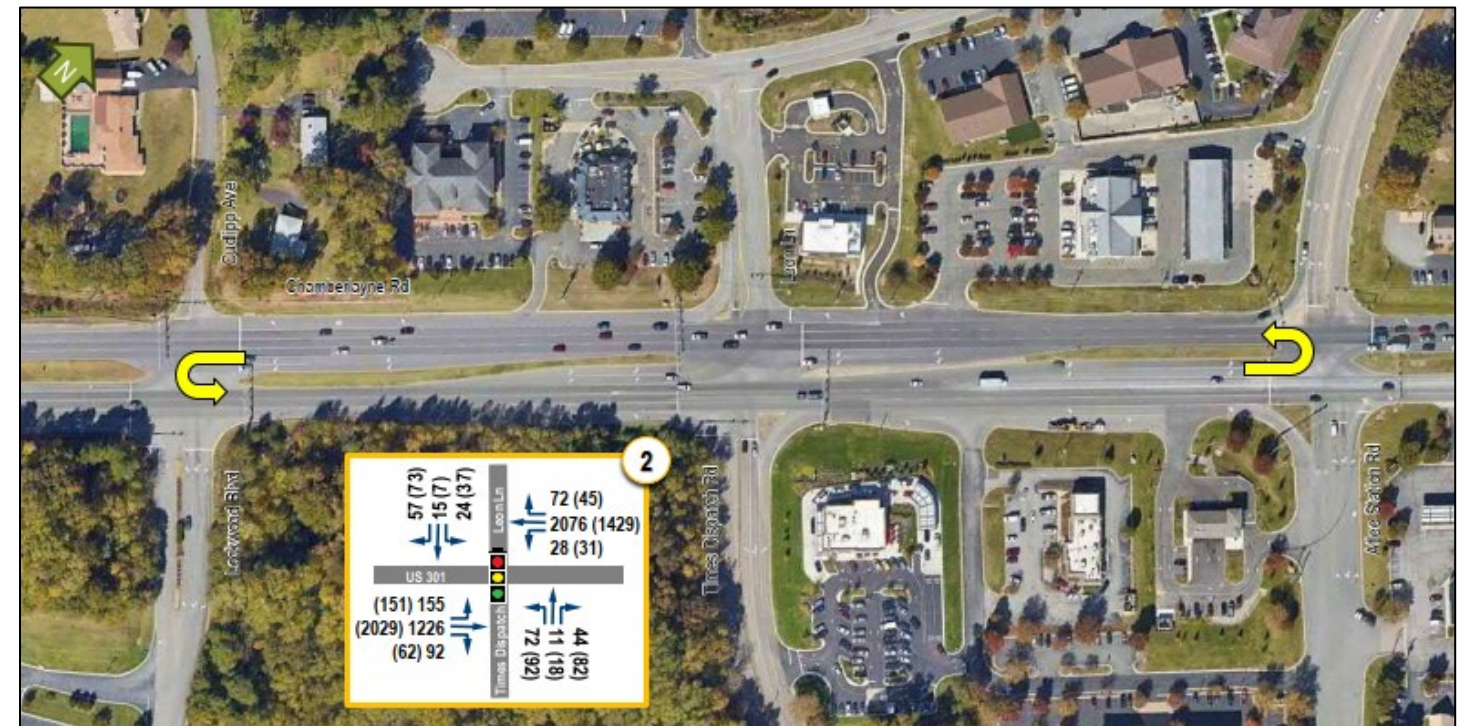 N
Cudlipp Ave
Chamberlayne Rd
Leon Ln
Times Dispatch Rd
Atlee Station Rd
2
57 (73)
15 (7)
24 (37)
Leon Ln
72 (45)
2076 (1429)
28 (31)
US 301
(151) 155
(2029) 1226
(62) 92
Times Dispatch
72 (92)
11 (18)
44 (82)